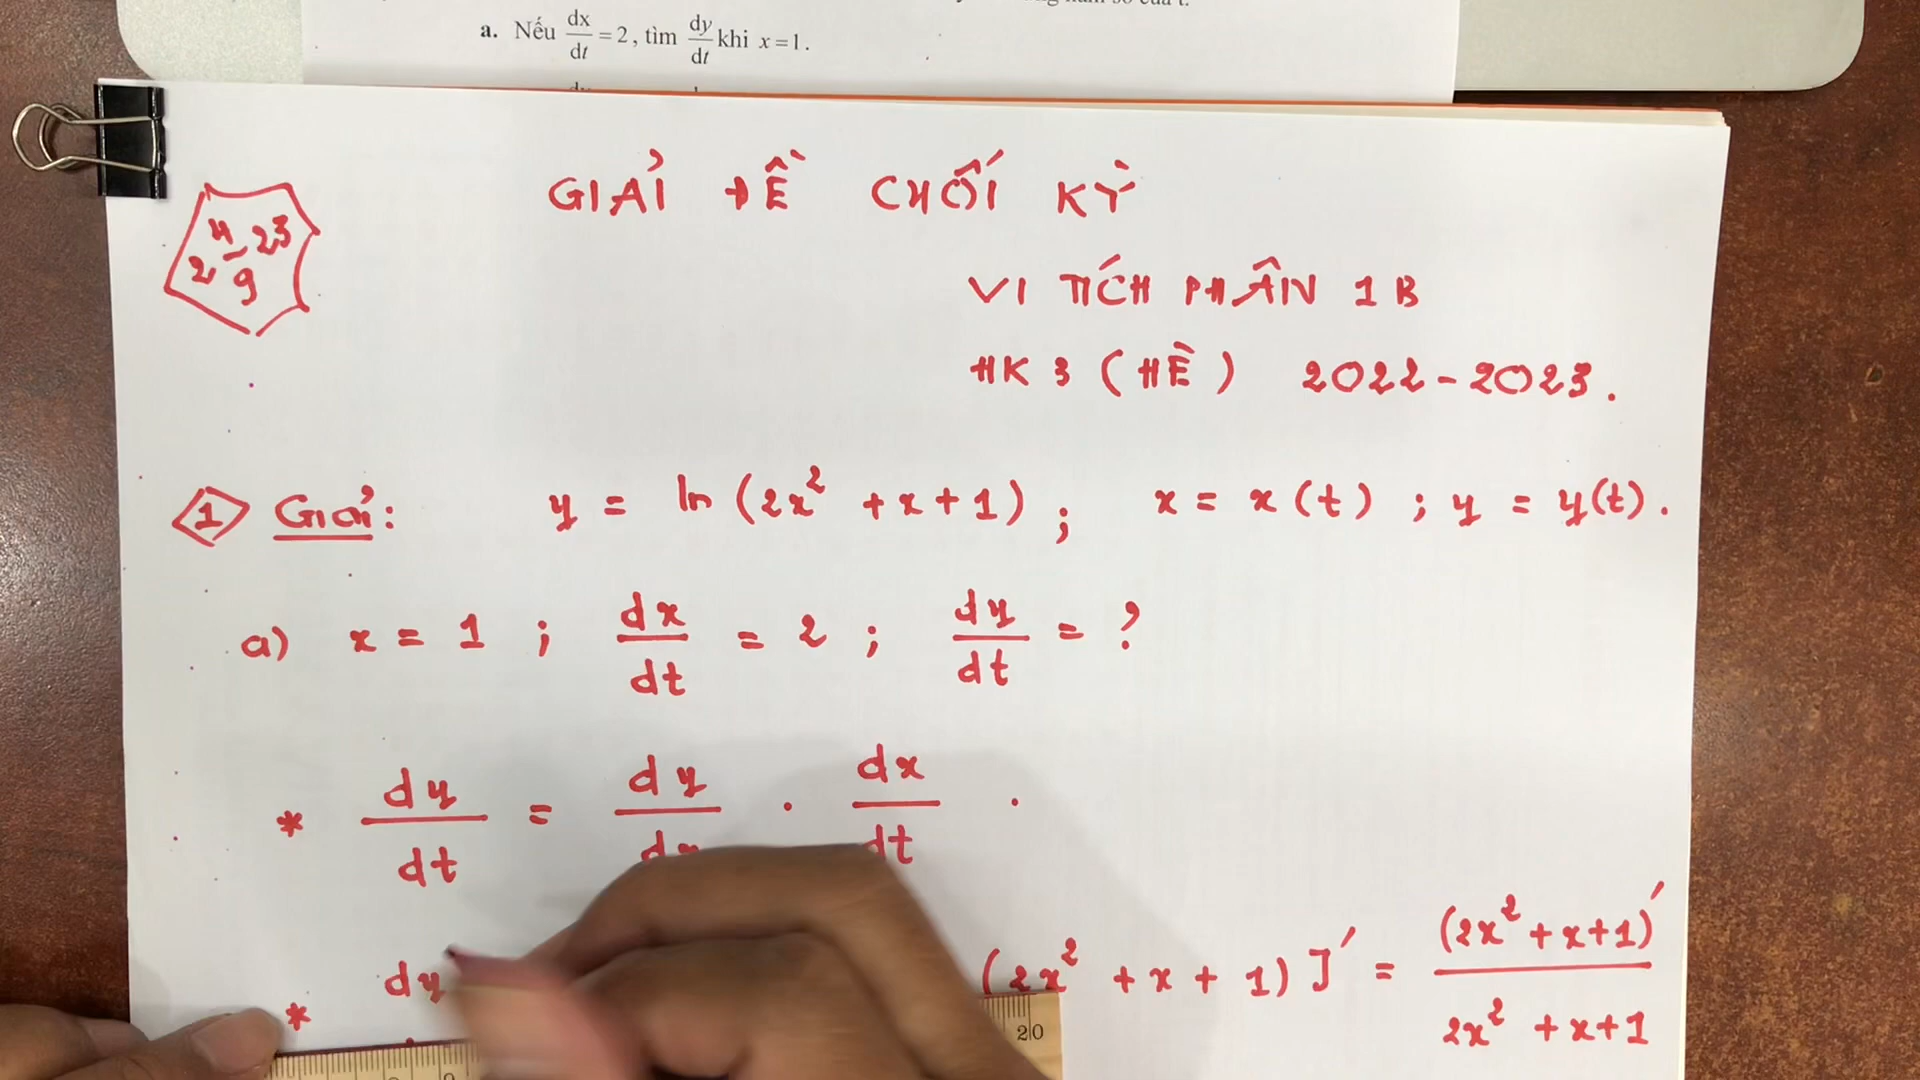 a. Nếu dx/dt = 2, tìm dy/dt khi x = 1.
GIẢI ĐỀ CHỐI KỲ
VI TÍCH PHÂN 1B
HK 3 (HÈ) 2022-2023.
2 4/9 23
1 Giải: y = ln (2x² + x + 1) ; x = x(t) ; y = y(t).
a) x = 1 ; dx/dt = 2 ; dy/dt = ?
* dy/dt = dy/dx . dx/dt .
* dy (2x² + x + 1) ]′ = (2x² + x + 1)′/2x² + x + 1
20